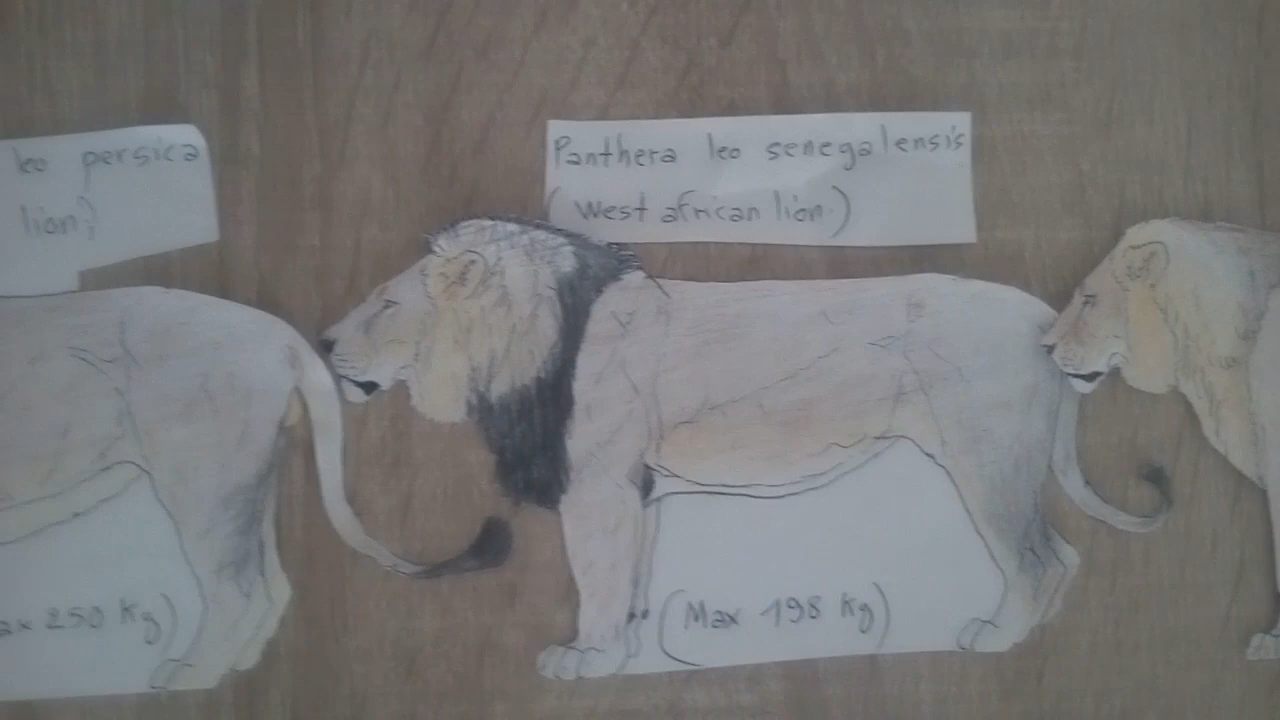 leo persica
lion?
Panthera leo senegalensis
(West african lion.)
ax 250 Kg)
(Max 198 Kg)